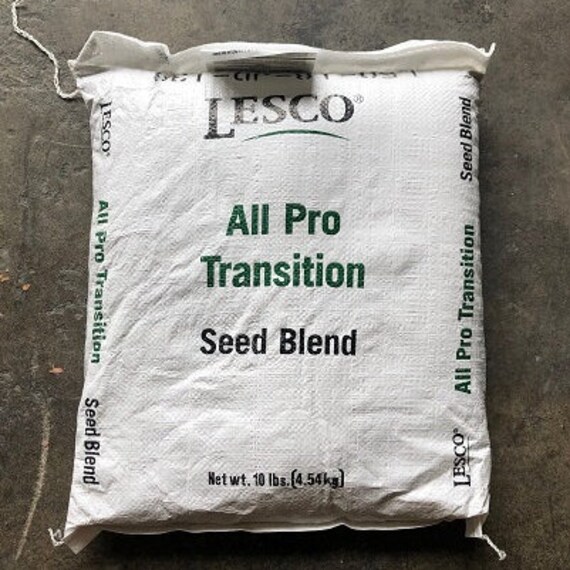 LESCO®
All Pro
Transition
Seed Blend
Net wt. 10 lbs. (4.54kg)
LESCO
All Pro Transition
Seed Blend
Seed Blend
All Pro Transition
LESCO®